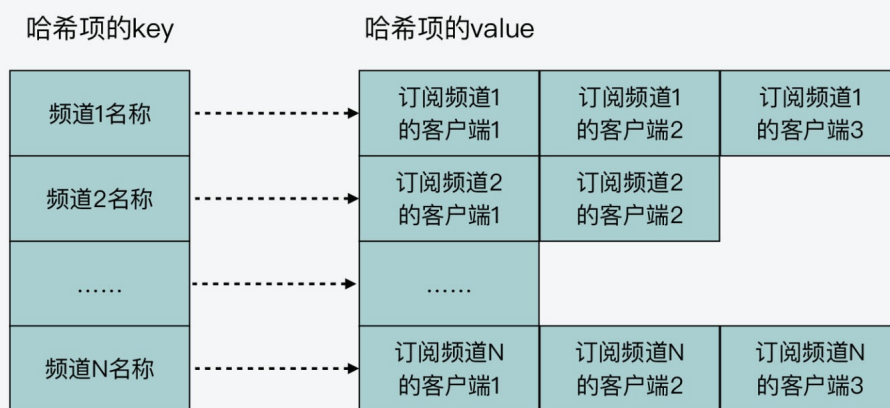 哈希项的key
哈希项的value
频道1名称
订阅频道1
的客户端1
订阅频道1
的客户端2
订阅频道1
的客户端3
频道2名称
订阅频道2
的客户端1
订阅频道2
的客户端2
……
……
频道N名称
订阅频道N
的客户端1
订阅频道N
的客户端2
订阅频道N
的客户端3